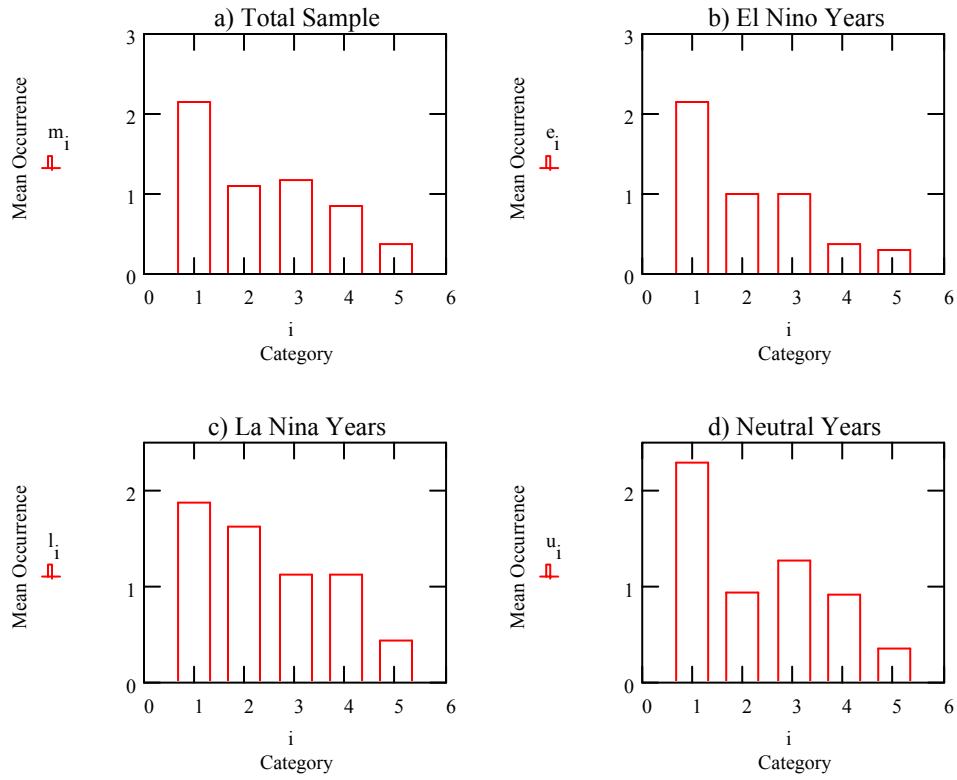 a) Total Sample
3
2
1
0
0 1 2 3 4 5 6
i
Category
Mean Occurrence
m i
b) El Nino Years
3
2
1
0
0 1 2 3 4 5 6
i
Category
Mean Occurrence
e i
c) La Nina Years
2
1
0
0 1 2 3 4 5 6
i
Category
Mean Occurrence
l i
d) Neutral Years
2
1
0
0 1 2 3 4 5 6
i
Category
Mean Occurrence
u i